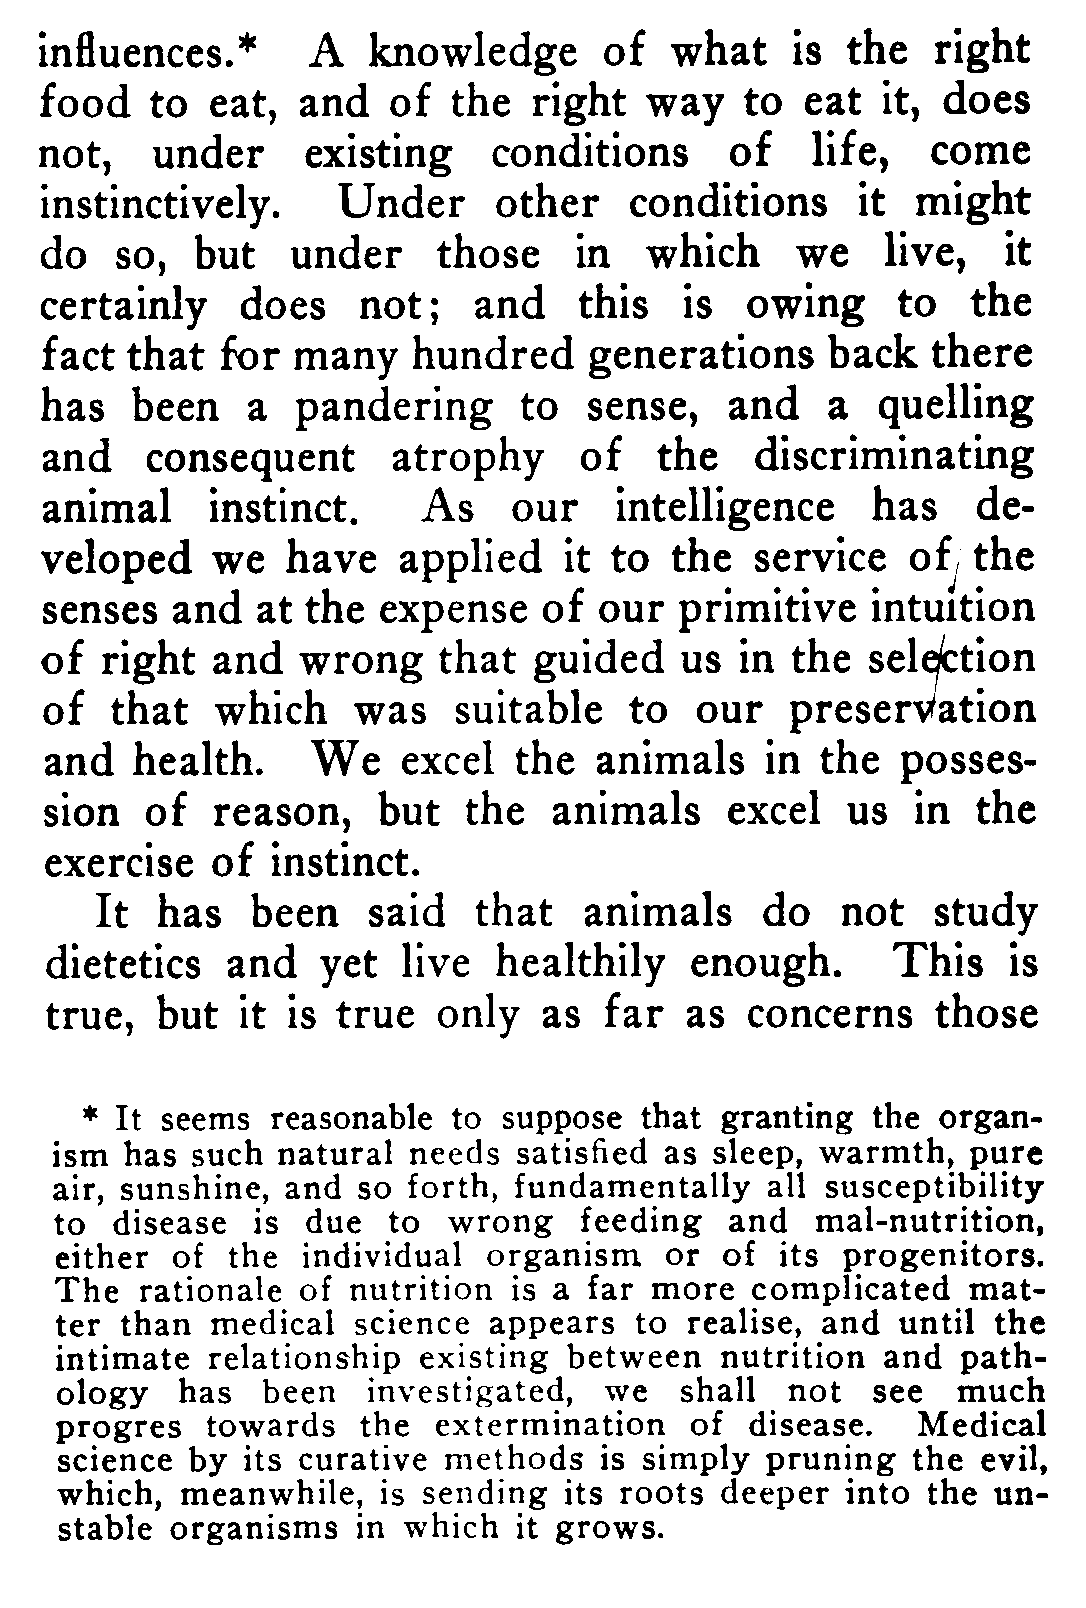 influences.* A knowledge of what is the right
food to eat, and of the right way to eat it, does
not, under existing conditions of life, come
instinctively. Under other conditions it might
do so, but under those in which we live, it
certainly does not; and this is owing to the
fact that for many hundred generations back there
has been a pandering to sense, and a quelling
and consequent atrophy of the discriminating
animal instinct. As our intelligence has de-
veloped we have applied it to the service of the
senses and at the expense of our primitive intuition
of right and wrong that guided us in the selection
of that which was suitable to our preservation
and health. We excel the animals in the posses-
sion of reason, but the animals excel us in the
exercise of instinct.
It has been said that animals do not study
dietetics and yet live healthily enough. This is
true, but it is true only as far as concerns those
* It seems reasonable to suppose that granting the organ-
ism has such natural needs satisfied as sleep, warmth, pure
air, sunshine, and so forth, fundamentally all susceptibility
to disease is due to wrong feeding and mal-nutrition,
either of the individual organism or of its progenitors.
The rationale of nutrition is a far more complicated mat-
ter than medical science appears to realise, and until the
intimate relationship existing between nutrition and path-
ology has been investigated, we shall not see much
progres towards the extermination of disease. Medical
science by its curative methods is simply pruning the evil,
which, meanwhile, is sending its roots deeper into the un-
stable organisms in which it grows.